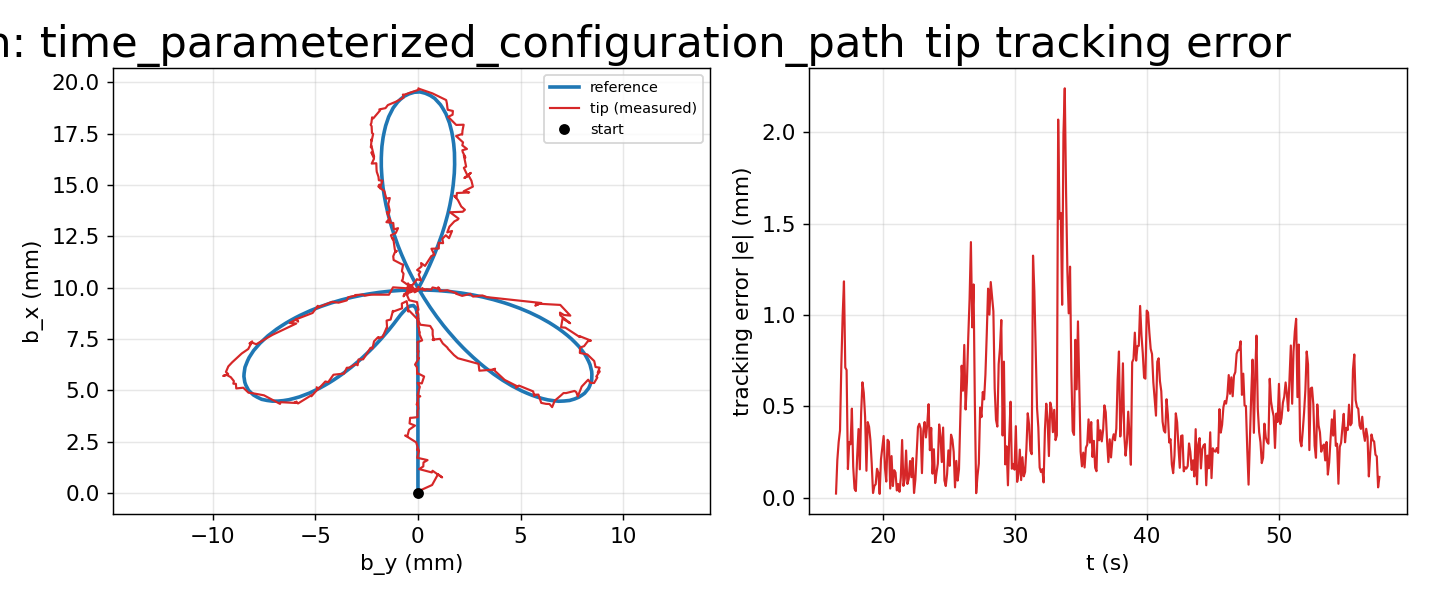 n: time_parameterized_configuration_path
tip tracking error
20.0
17.5
15.0
12.5
10.0
7.5
5.0
2.5
0.0
b_x (mm)
−10
−5
0
5
10
b_y (mm)
reference
tip (measured)
start
2.0
1.5
1.0
0.5
0.0
tracking error |e| (mm)
20
30
40
50
t (s)